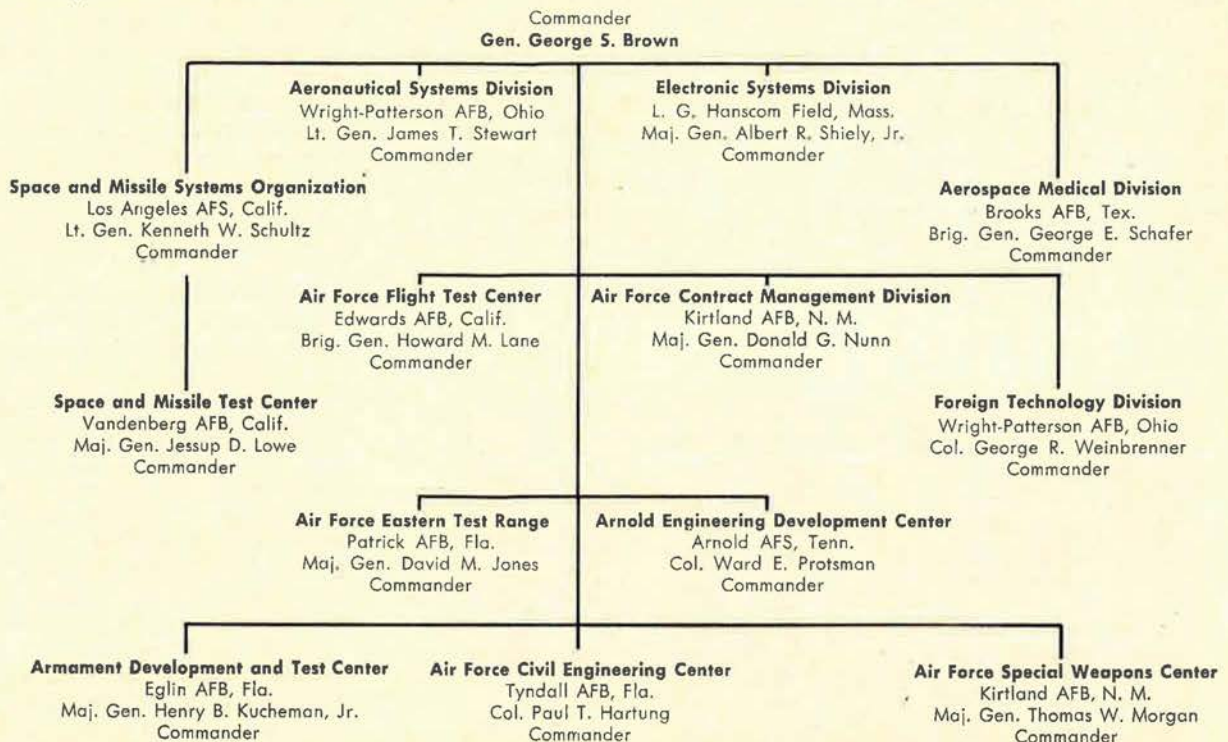 Commander
Gen. George S. Brown
Aeronautical Systems Division
Wright-Patterson AFB, Ohio
Lt. Gen. James T. Stewart
Commander
Electronic Systems Division
L. G. Hanscom Field, Mass.
Maj. Gen. Albert R. Shiely, Jr.
Commander
Space and Missile Systems Organization
Los Angeles AFS, Calif.
Lt. Gen. Kenneth W. Schultz
Commander
Aerospace Medical Division
Brooks AFB, Tex.
Brig. Gen. George E. Schafer
Commander
Air Force Flight Test Center
Edwards AFB, Calif.
Brig. Gen. Howard M. Lane
Commander
Air Force Contract Management Division
Kirtland AFB, N. M.
Maj. Gen. Donald G. Nunn
Commander
Space and Missile Test Center
Vandenberg AFB, Calif.
Maj. Gen. Jessup D. Lowe
Commander
Foreign Technology Division
Wright-Patterson AFB, Ohio
Col. George R. Weinbrenner
Commander
Air Force Eastern Test Range
Patrick AFB, Fla.
Maj. Gen. David M. Jones
Commander
Arnold Engineering Development Center
Arnold AFS, Tenn.
Col. Ward E. Protsman
Commander
Armament Development and Test Center
Eglin AFB, Fla.
Maj. Gen. Henry B. Kucheman, Jr.
Commander
Air Force Civil Engineering Center
Tyndall AFB, Fla.
Col. Paul T. Hartung
Commander
Air Force Special Weapons Center
Kirtland AFB, N. M.
Maj. Gen. Thomas W. Morgan
Commander